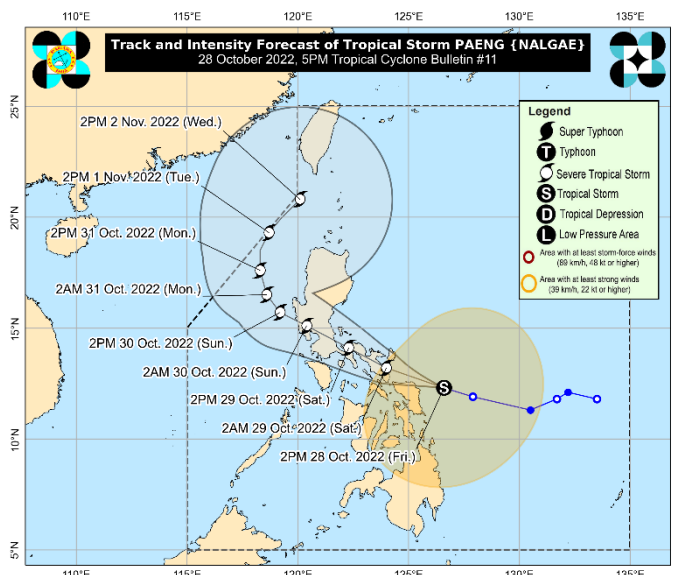 Track and Intensity Forecast of Tropical Storm PAENG {NALGAE}
28 October 2022, 5PM Tropical Cyclone Bulletin #11
25°N
20°N
15°N
10°N
5°N
2PM 2 Nov. 2022 (Wed.)
2PM 1 Nov. 2022 (Tue.)
2PM 31 Oct. 2022 (Mon.)
2AM 31 Oct. 2022 (Mon.)
2PM 30 Oct. 2022 (Sun.)
2AM 30 Oct. 2022 (Sun.)
2PM 29 Oct. 2022 (Sat.)
2AM 29 Oct. 2022 (Sat.)
2PM 28 Oct. 2022 (Fri.)
S
Legend
Super Typhoon
T Typhoon
Severe Tropical Storm
S Tropical Storm
D Tropical Depression
L Low Pressure Area
Area with at least storm-force winds
(89 km/h, 48 kt or higher)
Area with at least strong winds
(39 km/h, 22 kt or higher)
110°E
115°E
120°E
125°E
130°E
135°E